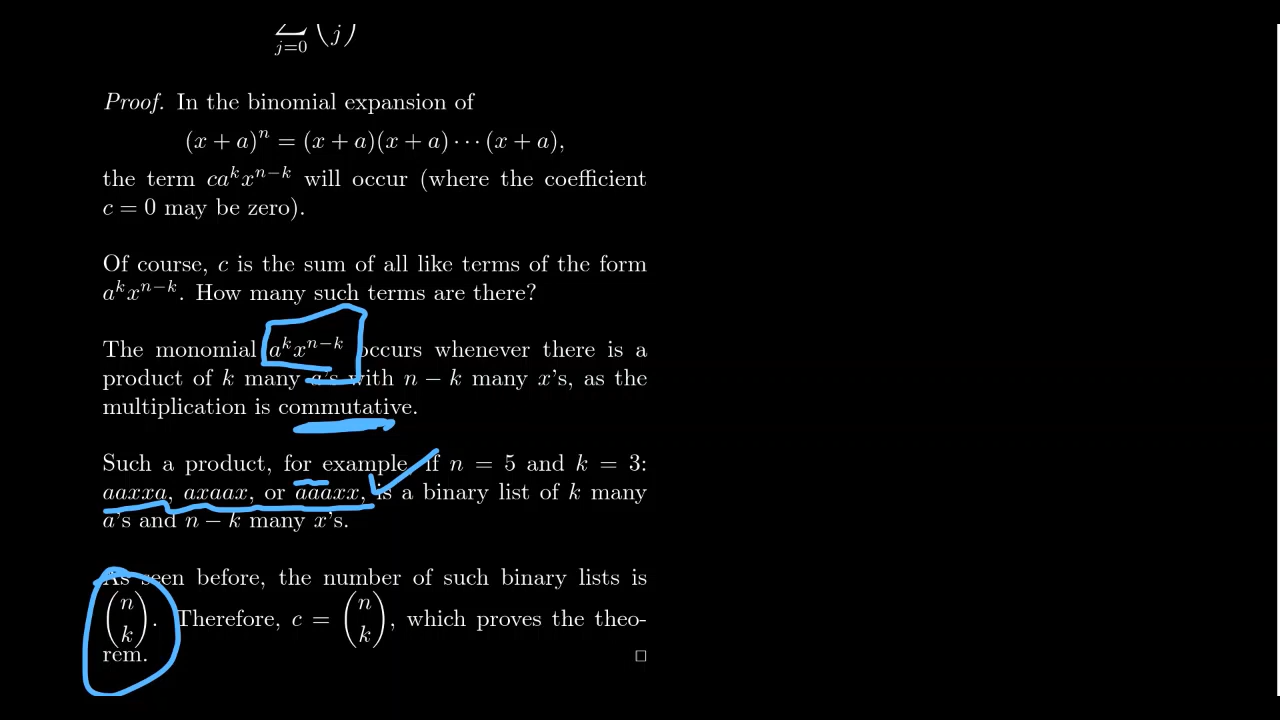 ∑_{j=0} (j)
Proof. In the binomial expansion of
(x + a)^n = (x + a)(x + a) ··· (x + a),
the term ca^k x^{n−k} will occur (where the coefficient
c = 0 may be zero).
Of course, c is the sum of all like terms of the form
a^k x^{n−k}. How many such terms are there?
The monomial a^k x^{n−k} occurs whenever there is a
product of k many a's with n − k many x's, as the
multiplication is commutative.
Such a product, for example, if n = 5 and k = 3:
aaxxa, axaax, or aaaxx, is a binary list of k many
a's and n − k many x's.
As seen before, the number of such binary lists is
(n k). Therefore, c = (n k), which proves the theo-
rem. □